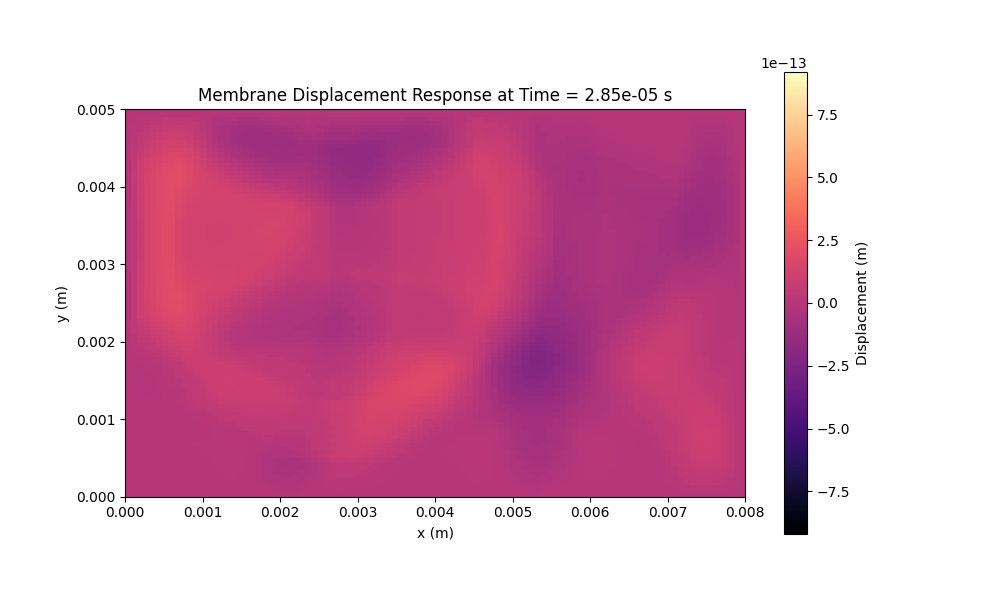 1e−13
Membrane Displacement Response at Time = 2.85e-05 s
0.005
0.004
0.003
0.002
0.001
0.000
y (m)
0.000 0.001 0.002 0.003 0.004 0.005 0.006 0.007 0.008
x (m)
7.5
5.0
2.5
0.0
−2.5
−5.0
−7.5
Displacement (m)